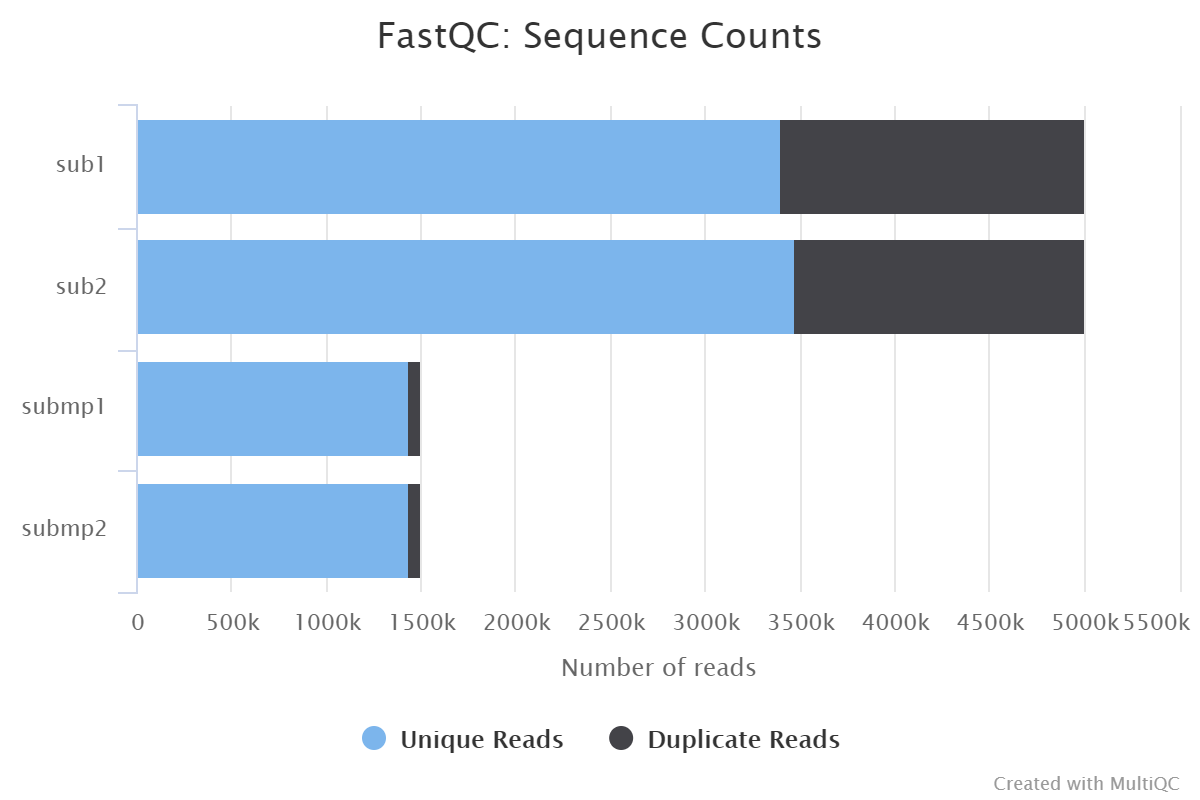 FastQC: Sequence Counts
sub1
sub2
submp1
submp2
0 500k 1000k 1500k 2000k 2500k 3000k 3500k 4000k 4500k 5000k 5500k
Number of reads
Unique Reads Duplicate Reads
Created with MultiQC